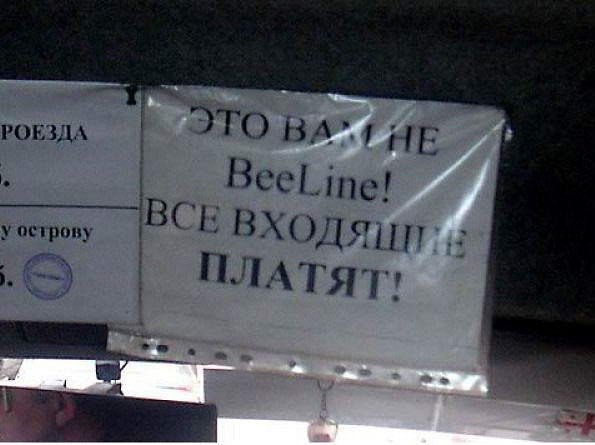 РОЕЗДА
б.
у острову
б.
ЭТО ВАМ НЕ
BeeLine!
ВСЕ ВХОДЯЩИЕ
ПЛАТЯТ!